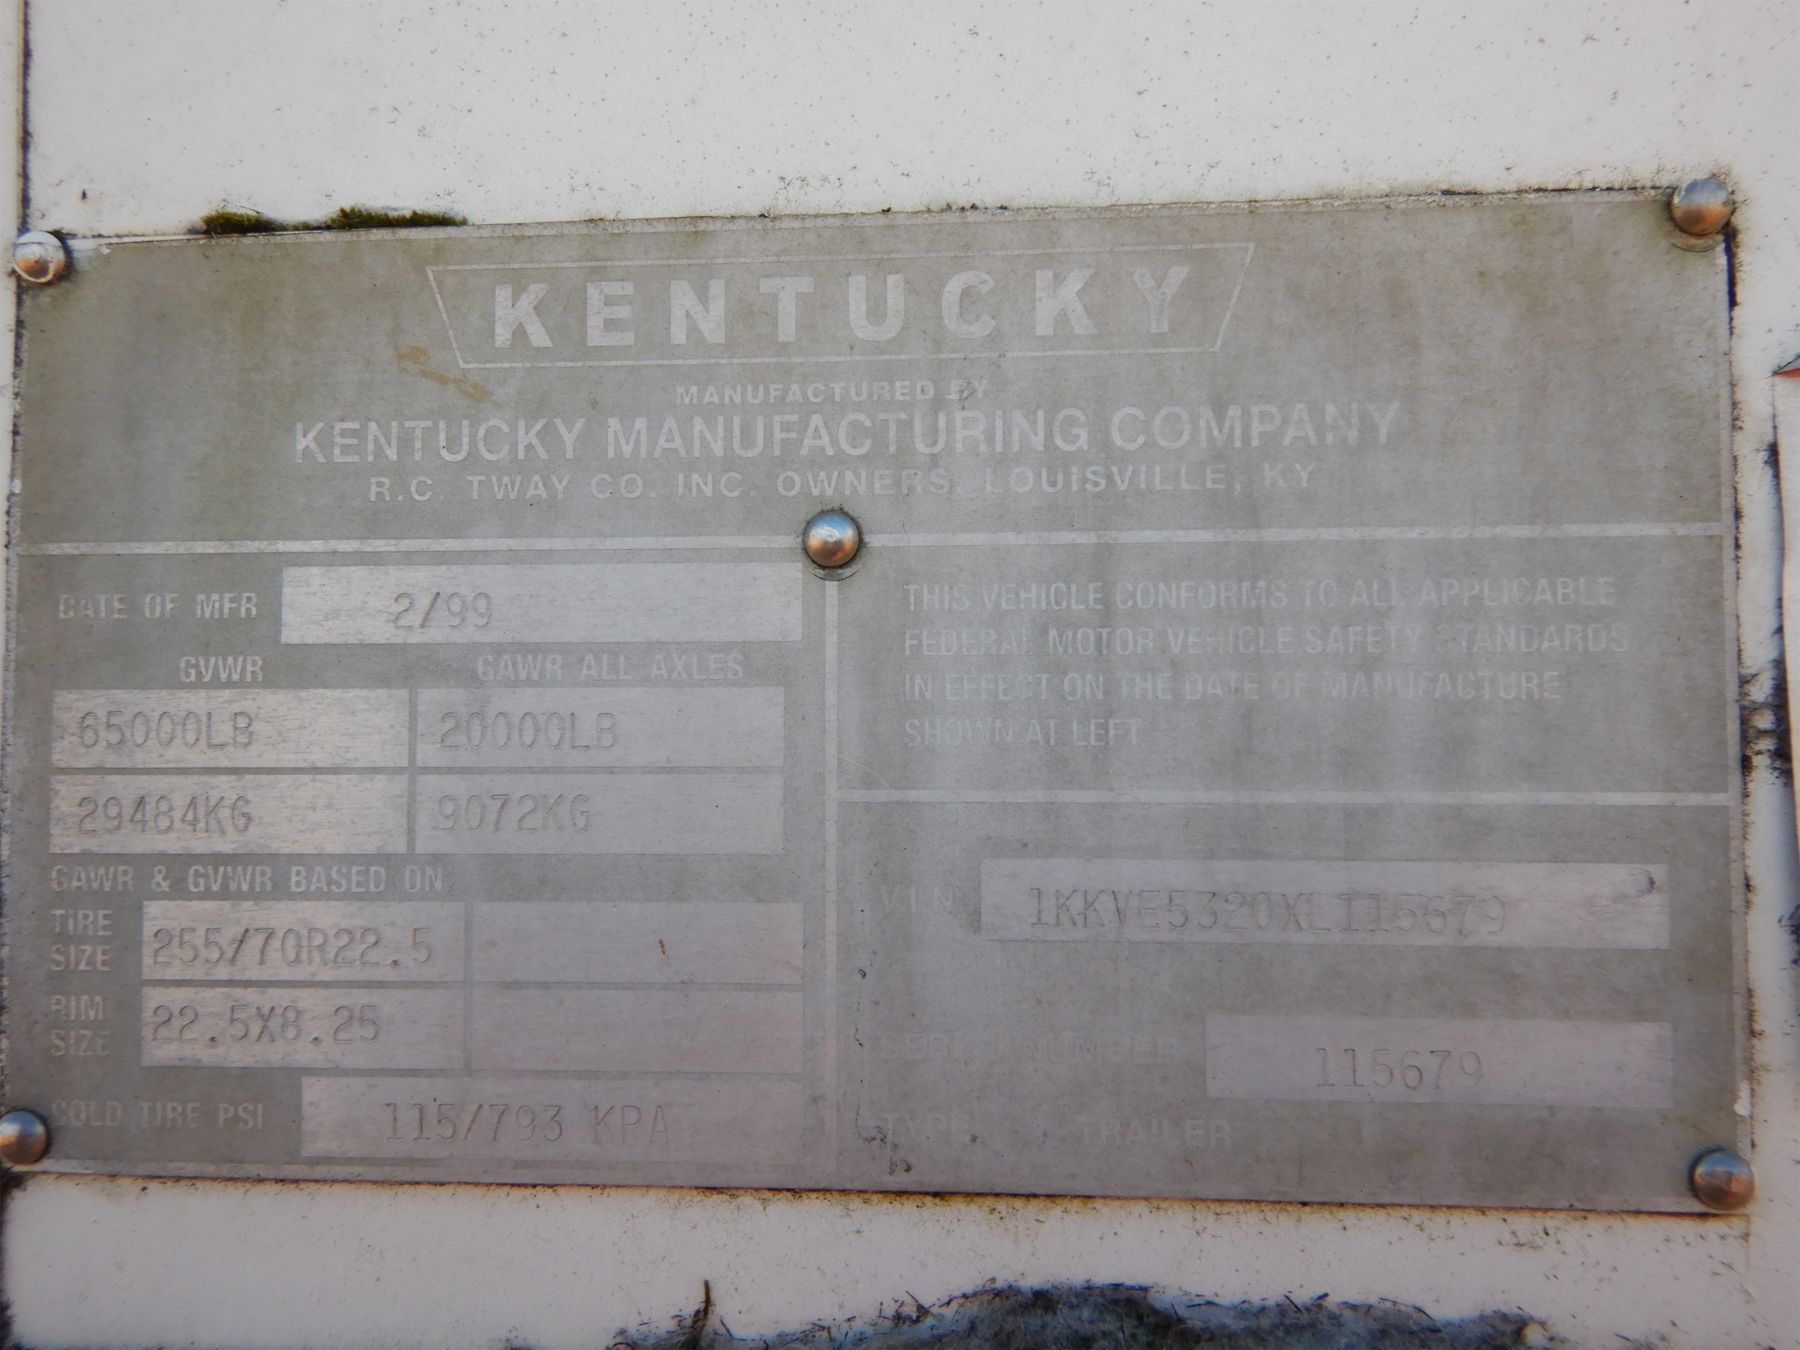 KENTUCKY
MANUFACTURED BY
KENTUCKY MANUFACTURING COMPANY
R.C. TWAY CO. INC. OWNERS, LOUISVILLE, KY
DATE OF MFR 2/99
GVWR GAWR ALL AXLES
65000LB 20000LB
29484KG 9072KG
GAWR & GVWR BASED ON
TIRE SIZE 255/70R22.5
RIM SIZE 22.5X8.25
COLD TIRE PSI 115/793 KPA
THIS VEHICLE CONFORMS TO ALL APPLICABLE
FEDERAL MOTOR VEHICLE SAFETY STANDARDS
IN EFFECT ON THE DATE OF MANUFACTURE
SHOWN AT LEFT
V.I.N. 1KKVE5320XL115679
SERIAL NUMBER 115679
TYPE TRAILER